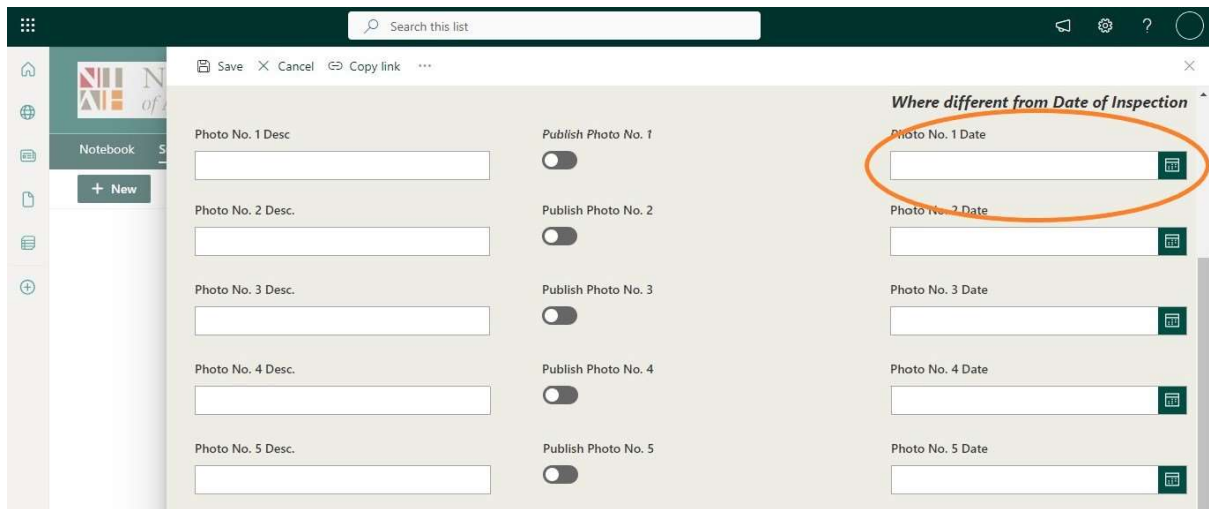 Search this list
?
Save Cancel Copy link ...
NIAH N
of A
Where different from Date of Inspection
Photo No. 1 Desc Publish Photo No. 1 Photo No. 1 Date
Notebook S
+ New
Photo No. 2 Desc. Publish Photo No. 2 Photo No. 2 Date
Photo No. 3 Desc. Publish Photo No. 3 Photo No. 3 Date
Photo No. 4 Desc. Publish Photo No. 4 Photo No. 4 Date
Photo No. 5 Desc. Publish Photo No. 5 Photo No. 5 Date